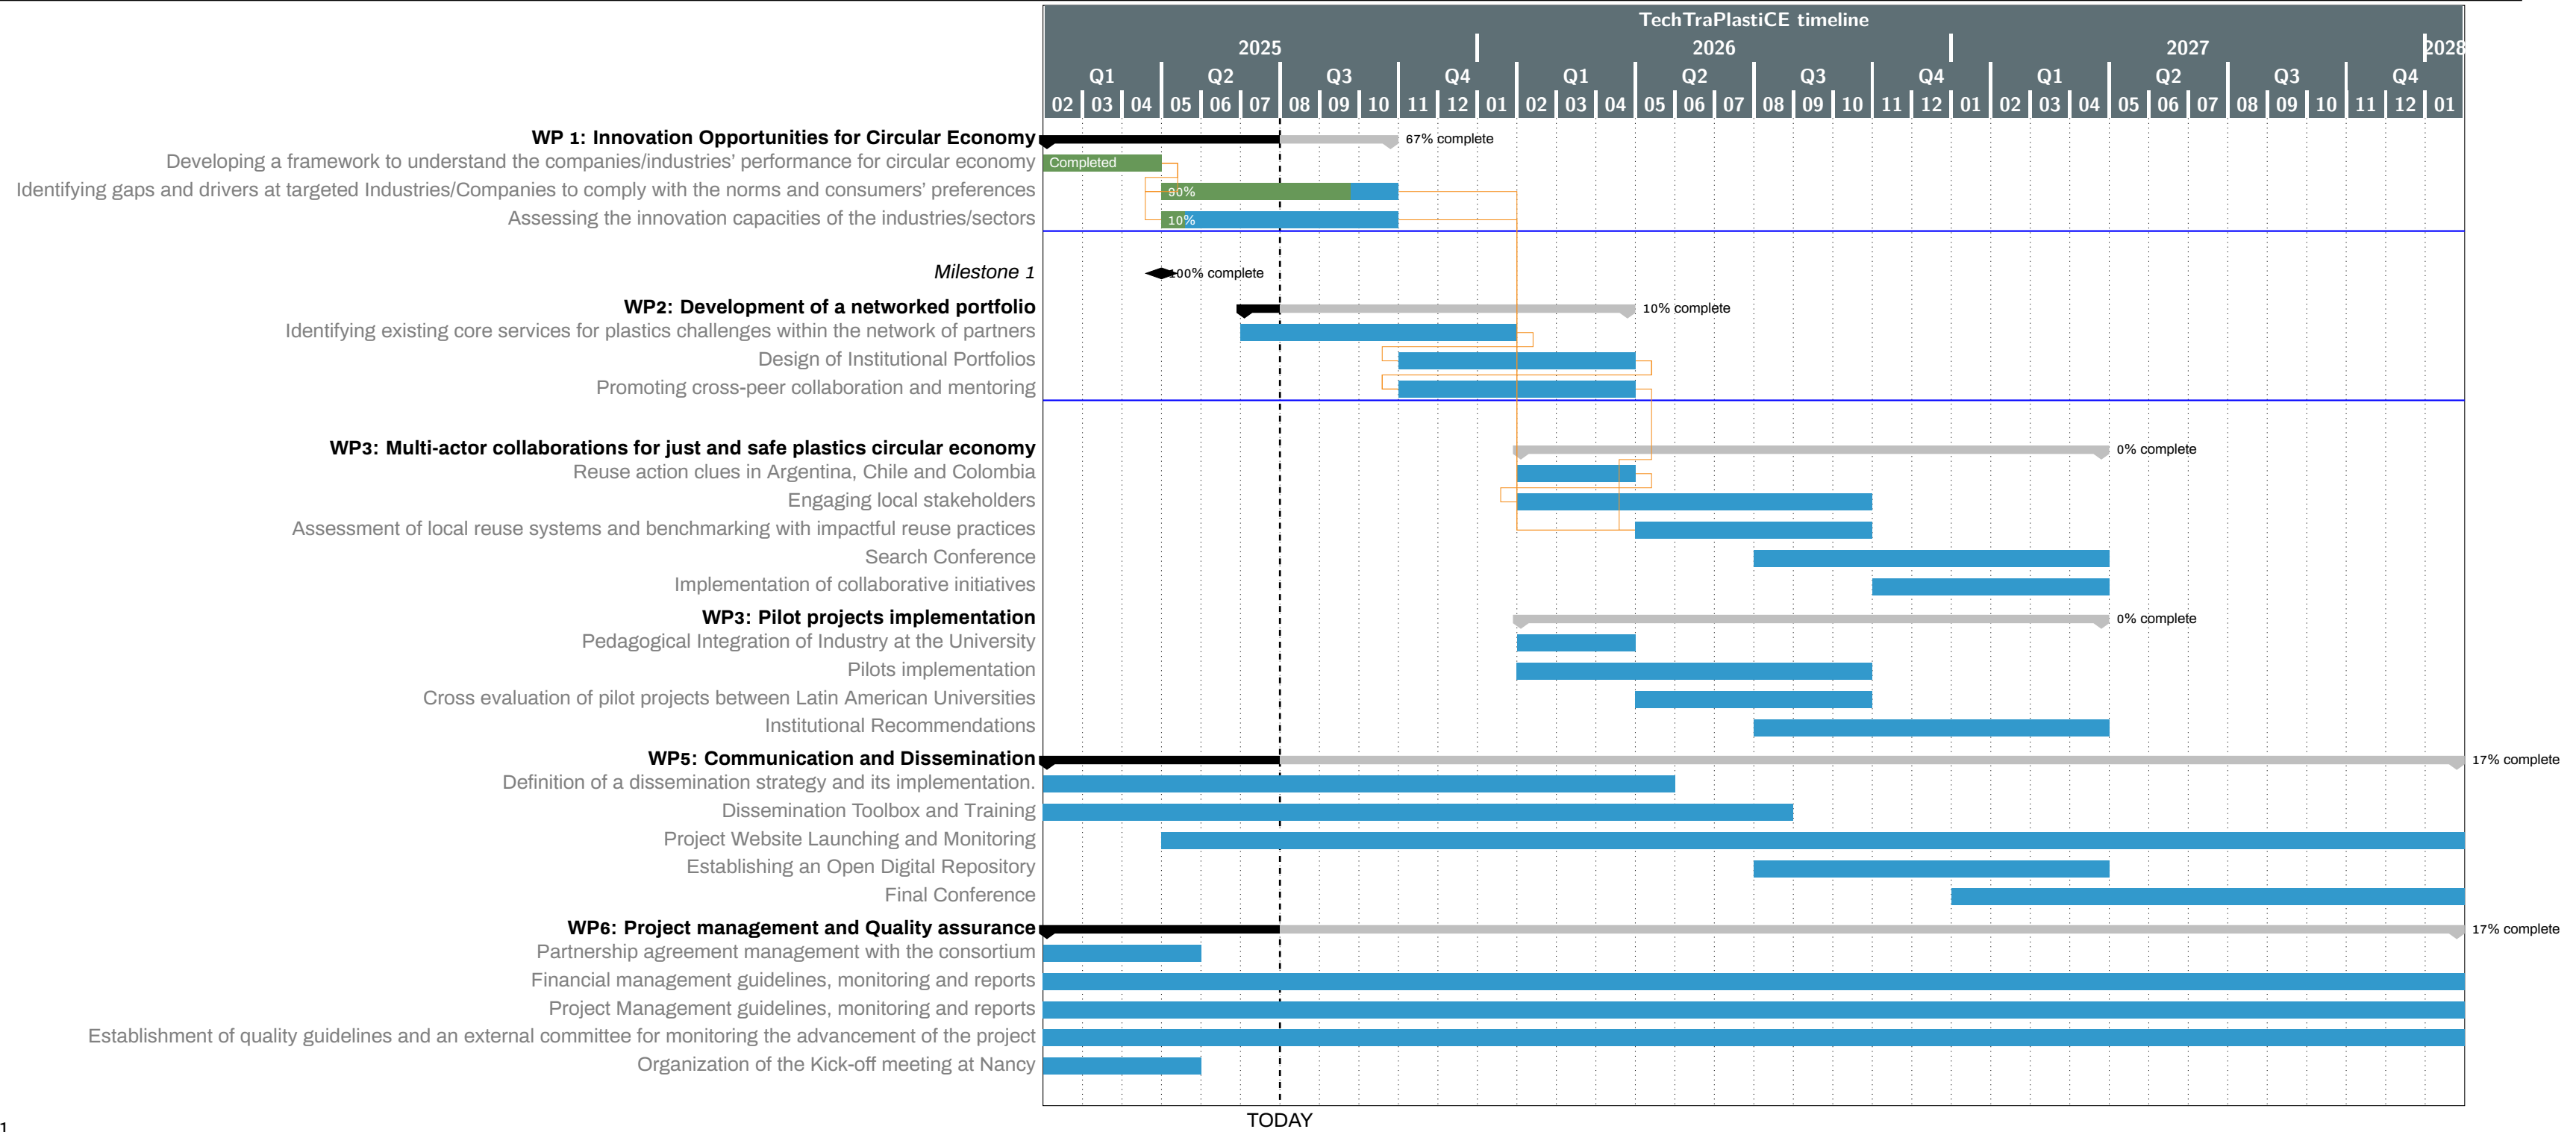 TechTraPlastiCE timeline
2025 2026 2027 2028
Q1 Q2 Q3 Q4 Q1 Q2 Q3 Q4 Q1 Q2 Q3 Q4
02 03 04 05 06 07 08 09 10 11 12 01 02 03 04 05 06 07 08 09 10 11 12 01 02 03 04 05 06 07 08 09 10 11 12 01
WP 1: Innovation Opportunities for Circular Economy 67% complete
Developing a framework to understand the companies/industries' performance for circular economy Completed
Identifying gaps and drivers at targeted Industries/Companies to comply with the norms and consumers' preferences 90%
Assessing the innovation capacities of the industries/sectors 10%
Milestone 1 100% complete
WP2: Development of a networked portfolio 10% complete
Identifying existing core services for plastics challenges within the network of partners
Design of Institutional Portfolios
Promoting cross-peer collaboration and mentoring
WP3: Multi-actor collaborations for just and safe plastics circular economy 0% complete
Reuse action clues in Argentina, Chile and Colombia
Engaging local stakeholders
Assessment of local reuse systems and benchmarking with impactful reuse practices
Search Conference
Implementation of collaborative initiatives
WP3: Pilot projects implementation 0% complete
Pedagogical Integration of Industry at the University
Pilots implementation
Cross evaluation of pilot projects between Latin American Universities
Institutional Recommendations
WP5: Communication and Dissemination 17% complete
Definition of a dissemination strategy and its implementation.
Dissemination Toolbox and Training
Project Website Launching and Monitoring
Establishing an Open Digital Repository
Final Conference
WP6: Project management and Quality assurance 17% complete
Partnership agreement management with the consortium
Financial management guidelines, monitoring and reports
Project Management guidelines, monitoring and reports
Establishment of quality guidelines and an external committee for monitoring the advancement of the project
Organization of the Kick-off meeting at Nancy
TODAY
1